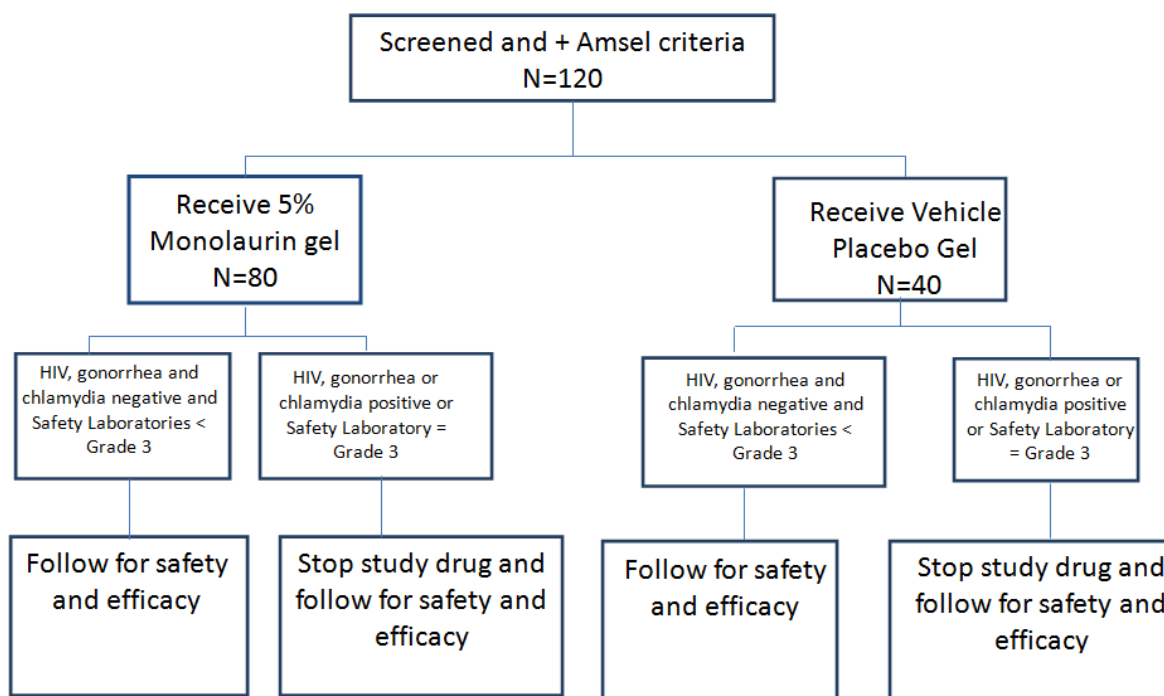 Screened and + Amsel criteria
N=120
Receive 5%
Monolaurin gel
N=80
Receive Vehicle
Placebo Gel
N=40
HIV, gonorrhea and
chlamydia negative and
Safety Laboratories <
Grade 3
HIV, gonorrhea or
chlamydia positive or
Safety Laboratory =
Grade 3
HIV, gonorrhea and
chlamydia negative and
Safety Laboratories <
Grade 3
HIV, gonorrhea or
chlamydia positive
or Safety Laboratory
= Grade 3
Follow for safety
and efficacy
Stop study drug and
follow for safety and
efficacy
Follow for safety
and efficacy
Stop study drug and
follow for safety and
efficacy